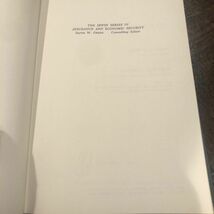 THE IRWIN SERIES IN
INSURANCE AND ECONOMIC SECURITY
Davis W. Gregg Consulting Editor